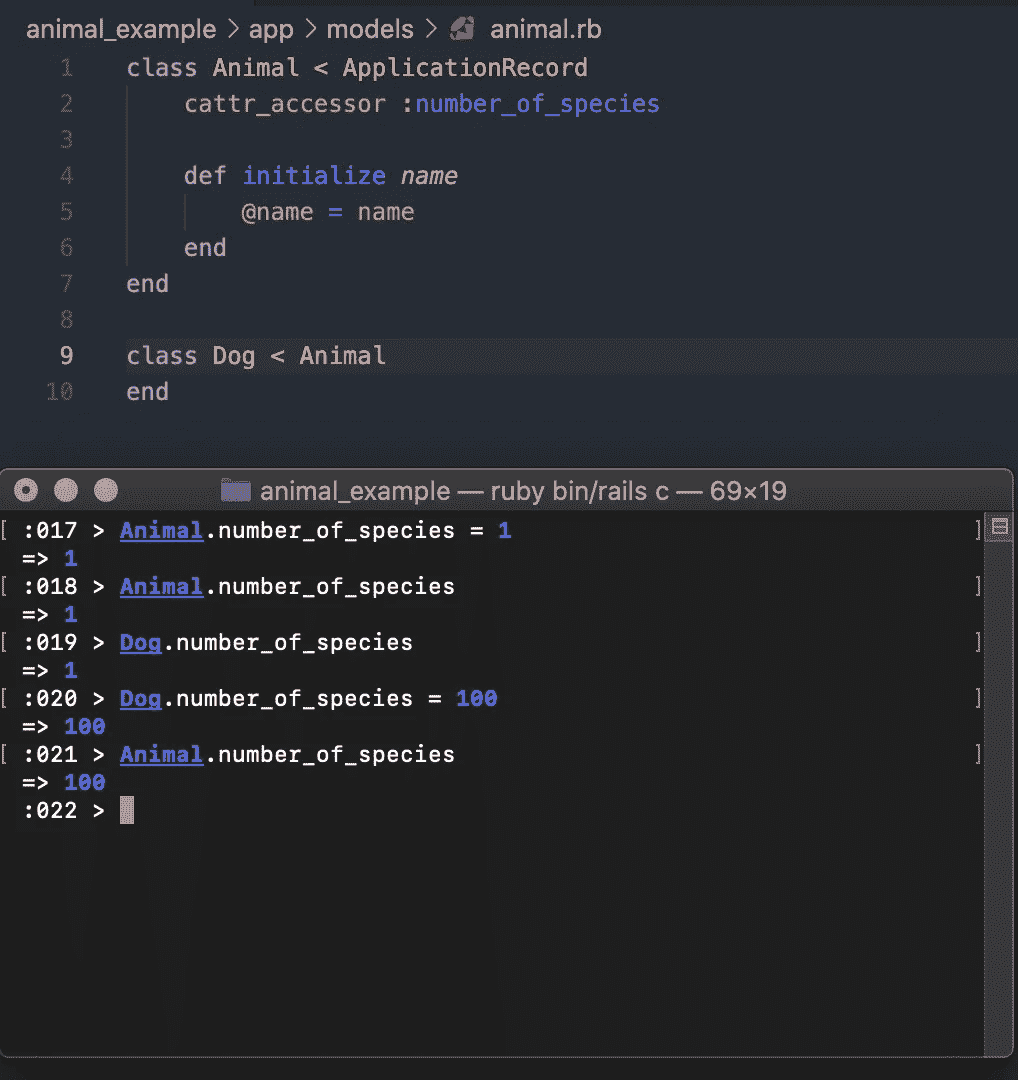 animal_example > app > models > animal.rb
1 class Animal < ApplicationRecord
2 cattr_accessor :number_of_species
3
4 def initialize name
5 @name = name
6 end
7 end
8
9 class Dog < Animal
10 end
animal_example — ruby bin/rails c — 69×19
[ :017 > Animal.number_of_species = 1 ]
=> 1
[ :018 > Animal.number_of_species ]
=> 1
[ :019 > Dog.number_of_species ]
=> 1
[ :020 > Dog.number_of_species = 100 ]
=> 100
[ :021 > Animal.number_of_species ]
=> 100
:022 >